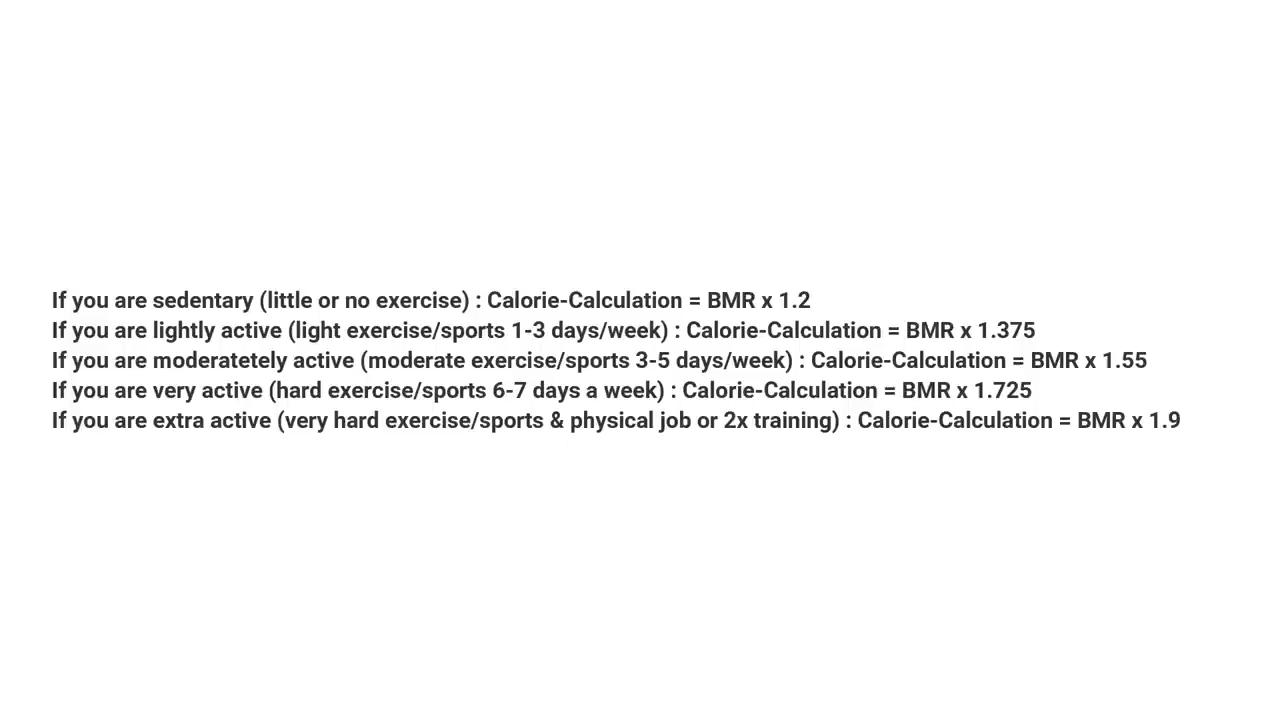 If you are sedentary (little or no exercise) : Calorie-Calculation = BMR x 1.2
If you are lightly active (light exercise/sports 1-3 days/week) : Calorie-Calculation = BMR x 1.375
If you are moderatetely active (moderate exercise/sports 3-5 days/week) : Calorie-Calculation = BMR x 1.55
If you are very active (hard exercise/sports 6-7 days a week) : Calorie-Calculation = BMR x 1.725
If you are extra active (very hard exercise/sports & physical job or 2x training) : Calorie-Calculation = BMR x 1.9